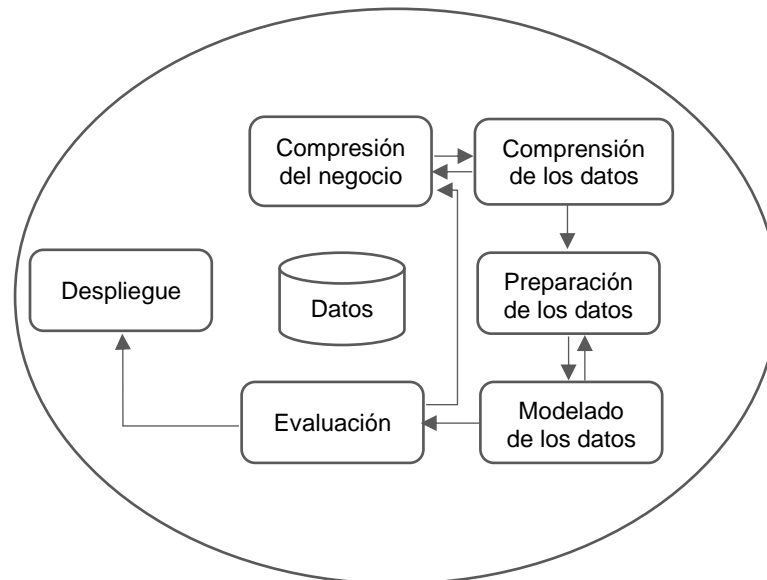 Compresión
del negocio
Comprensión
de los datos
Despliegue
Datos
Preparación
de los datos
Evaluación
Modelado
de los datos